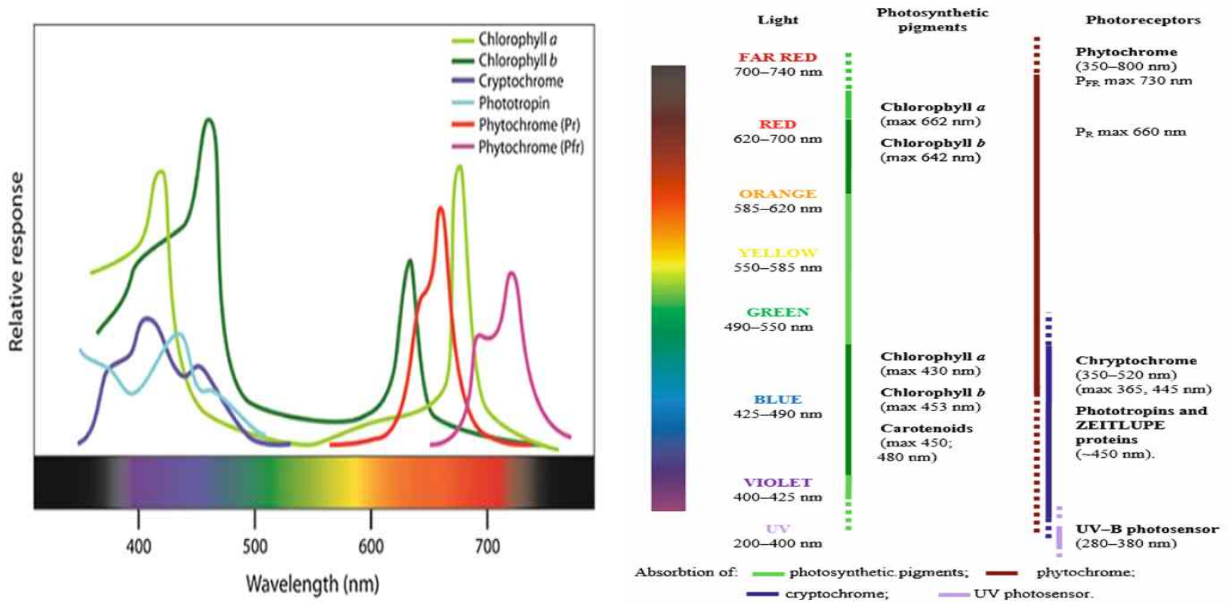 Relative response
Chlorophyll a
Chlorophyll b
Cryptochrome
Phototropin
Phytochrome (Pr)
Phytochrome (Pfr)
400 500 600 700
Wavelength (nm)
Light
Photosynthetic
pigments
Photoreceptors
FAR RED
700–740 nm
RED
620–700 nm
ORANGE
585–620 nm
YELLOW
550–585 nm
GREEN
490–550 nm
BLUE
425–490 nm
VIOLET
400–425 nm
UV
200–400 nm
Chlorophyll a
(max 662 nm)
Chlorophyll b
(max 642 nm)
Chlorophyll a
(max 430 nm)
Chlorophyll b
(max 453 nm)
Carotenoids
(max 450;
480 nm)
Phytochrome
(350–800 nm)
PFR max 730 nm
PR max 660 nm
Chryptochrome
(350–520 nm)
(max 365, 445 nm)
Phototropins and
ZEITLUPE
proteins
(~450 nm).
UV–B photosensor
(280–380 nm)
Absorbtion of: photosynthetic pigments; phytochrome;
cryptochrome; UV photosensor.